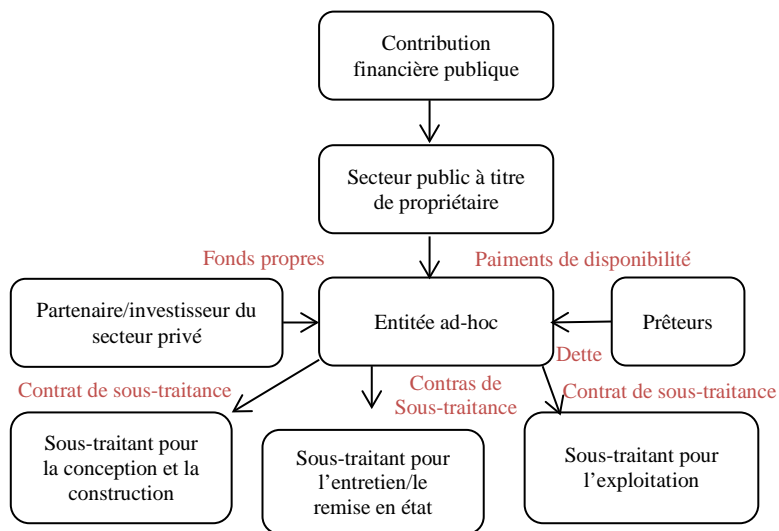 Contribution
financière publique
Secteur public à titre
de propriétaire
Fonds propres
Paiments de disponibilité
Partenaire/investisseur du
secteur privé
Entitée ad-hoc
Prêteurs
Dette
Contrat de sous-traitance
Contras de
Sous-traitance
Contrat de sous-traitance
Sous-traitant pour
la conception et la
construction
Sous-traitant pour
l’entretien/le
remise en état
Sous-traitant pour
l’exploitation